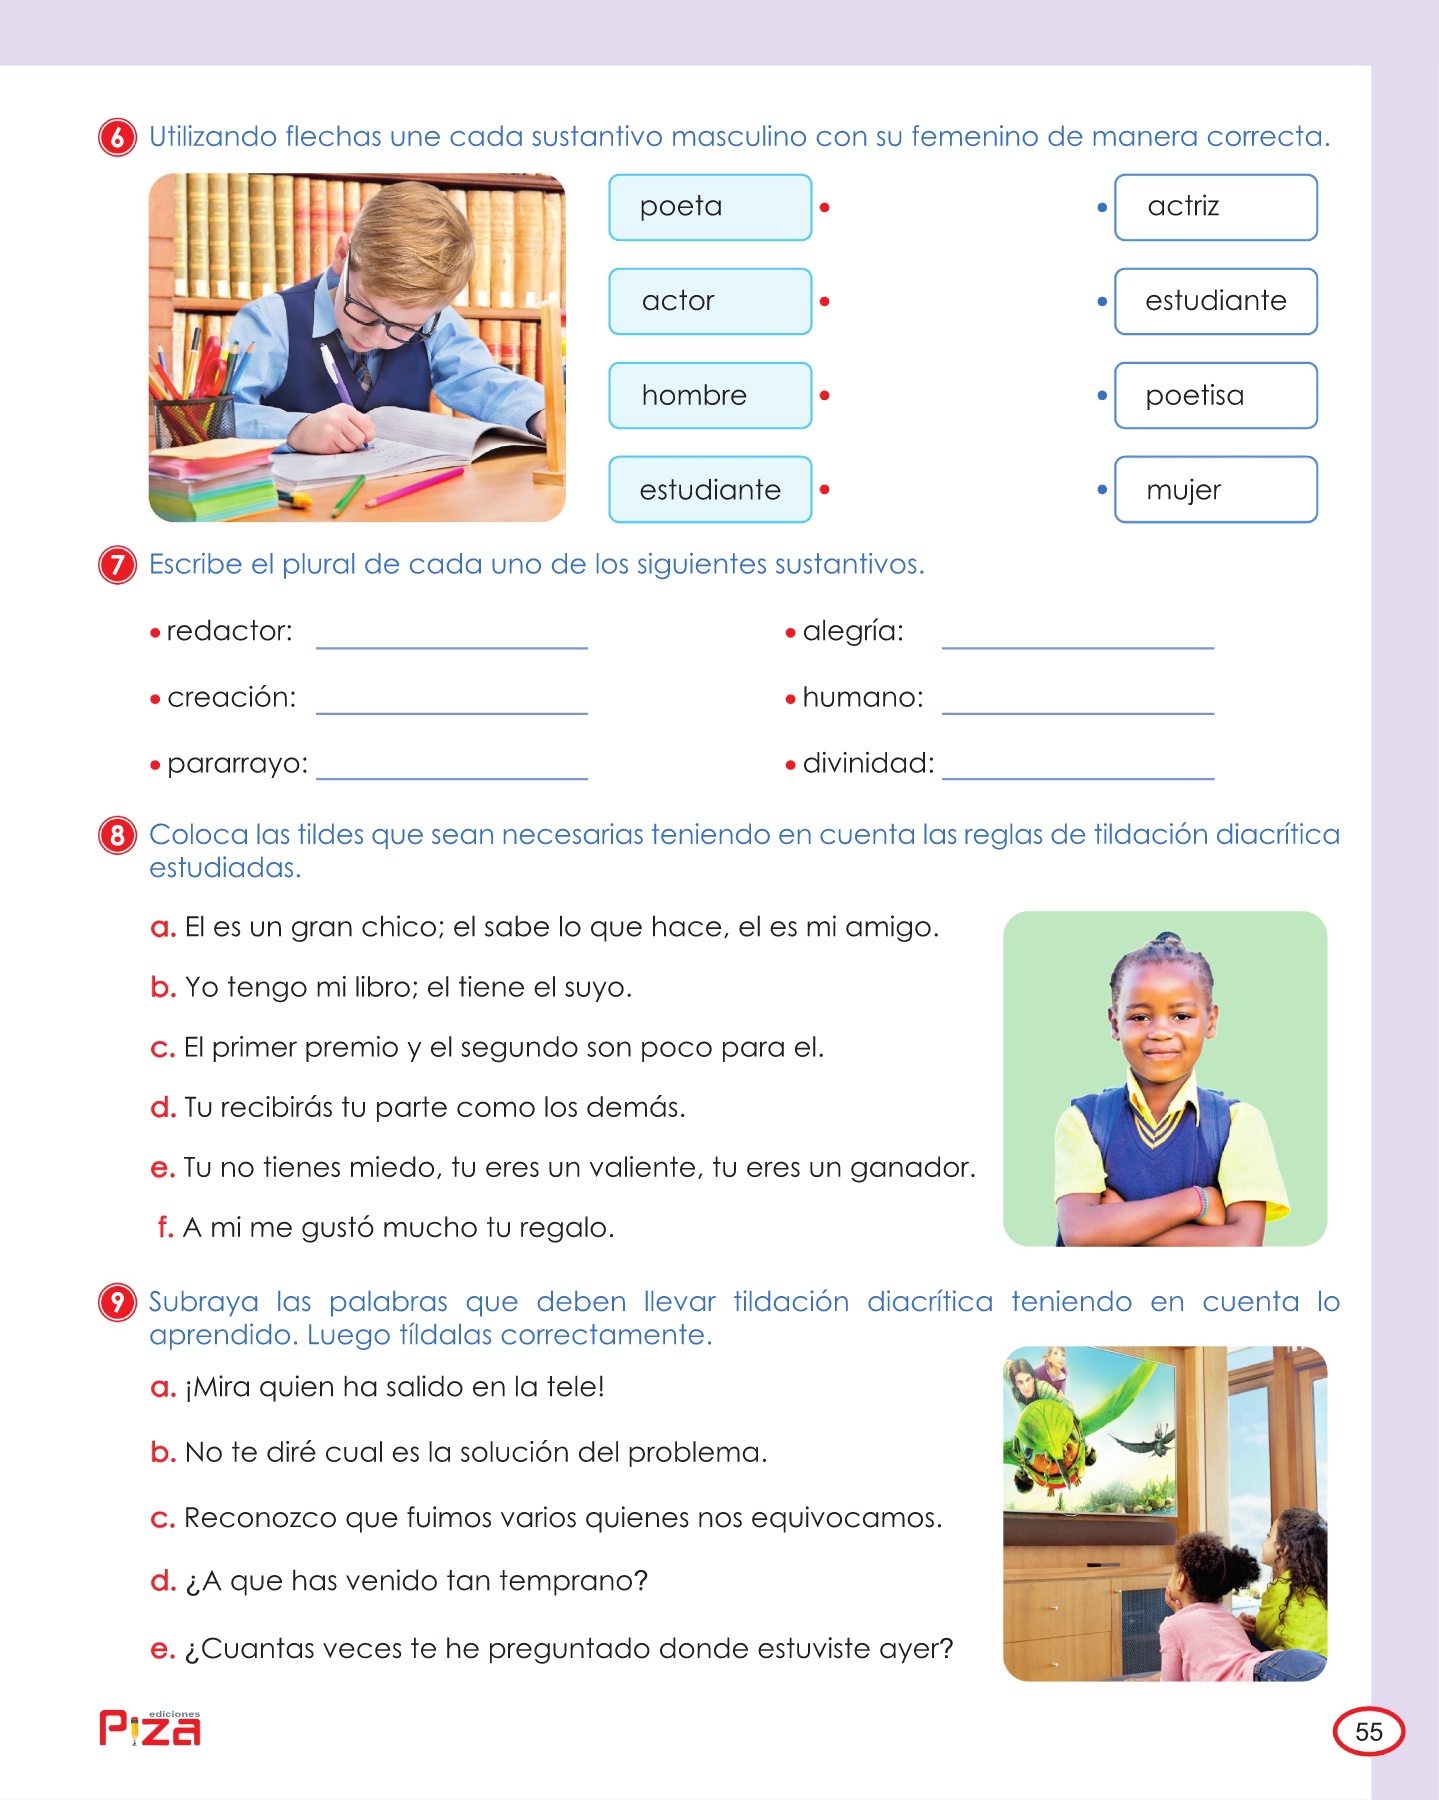 6 Utilizando flechas une cada sustantivo masculino con su femenino de manera correcta.
poeta
actriz
actor
estudiante
hombre
poetisa
estudiante
mujer
7 Escribe el plural de cada uno de los siguientes sustantivos.
• redactor:
• alegría:
• creación:
• humano:
• pararrayo:
• divinidad:
8 Coloca las tildes que sean necesarias teniendo en cuenta las reglas de tildación diacrítica
estudiadas.
a. El es un gran chico; el sabe lo que hace, el es mi amigo.
b. Yo tengo mi libro; el tiene el suyo.
c. El primer premio y el segundo son poco para el.
d. Tu recibirás tu parte como los demás.
e. Tu no tienes miedo, tu eres un valiente, tu eres un ganador.
f. A mi me gustó mucho tu regalo.
9 Subraya las palabras que deben llevar tildación diacrítica teniendo en cuenta lo
aprendido. Luego tíldalas correctamente.
a. ¡Mira quien ha salido en la tele!
b. No te diré cual es la solución del problema.
c. Reconozco que fuimos varios quienes nos equivocamos.
d. ¿A que has venido tan temprano?
e. ¿Cuantas veces te he preguntado donde estuviste ayer?
ediciones
Piza
55